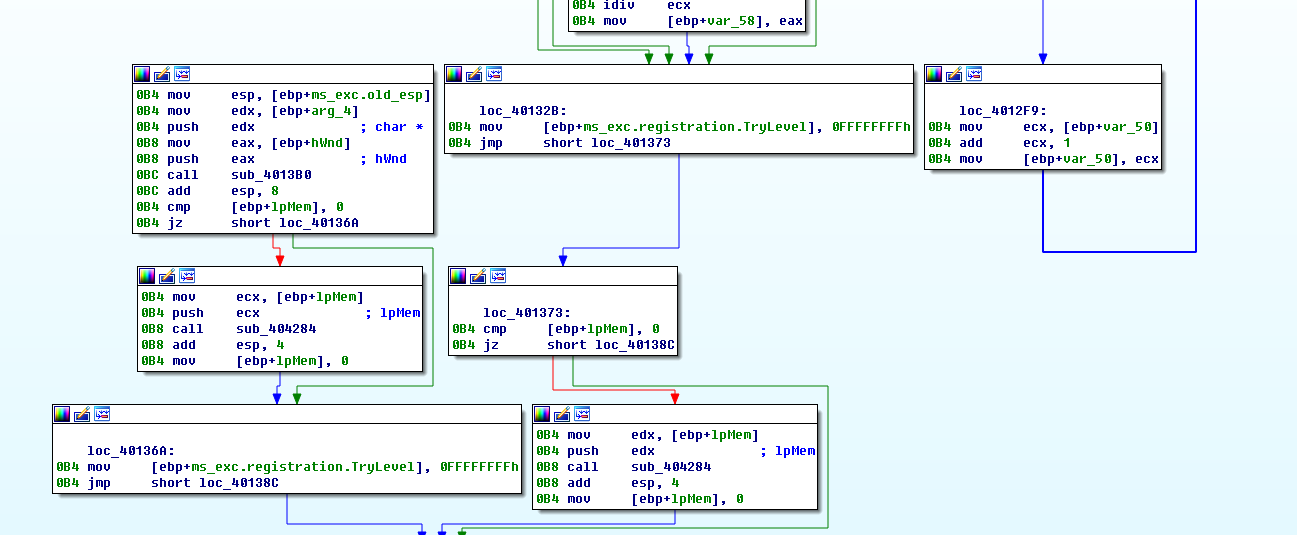 0B4 idiv ecx
0B4 mov [ebp+var_58], eax
0B4 mov esp, [ebp+ms_exc.old_esp]
0B4 mov edx, [ebp+arg_4]
0B4 push edx ; char *
0B8 mov eax, [ebp+hWnd]
0B8 push eax ; hWnd
0BC call sub_4013B0
0BC add esp, 8
0B4 cmp [ebp+lpMem], 0
0B4 jz short loc_40136A
loc_40132B:
0B4 mov [ebp+ms_exc.registration.TryLevel], 0FFFFFFFFh
0B4 jmp short loc_401373
loc_4012F9:
0B4 mov ecx, [ebp+var_50]
0B4 add ecx, 1
0B4 mov [ebp+var_50], ecx
0B4 mov ecx, [ebp+lpMem]
0B4 push ecx ; lpMem
0B8 call sub_404284
0B8 add esp, 4
0B4 mov [ebp+lpMem], 0
loc_401373:
0B4 cmp [ebp+lpMem], 0
0B4 jz short loc_40138C
loc_40136A:
0B4 mov [ebp+ms_exc.registration.TryLevel], 0FFFFFFFFh
0B4 jmp short loc_40138C
0B4 mov edx, [ebp+lpMem]
0B4 push edx ; lpMem
0B8 call sub_404284
0B8 add esp, 4
0B4 mov [ebp+lpMem], 0